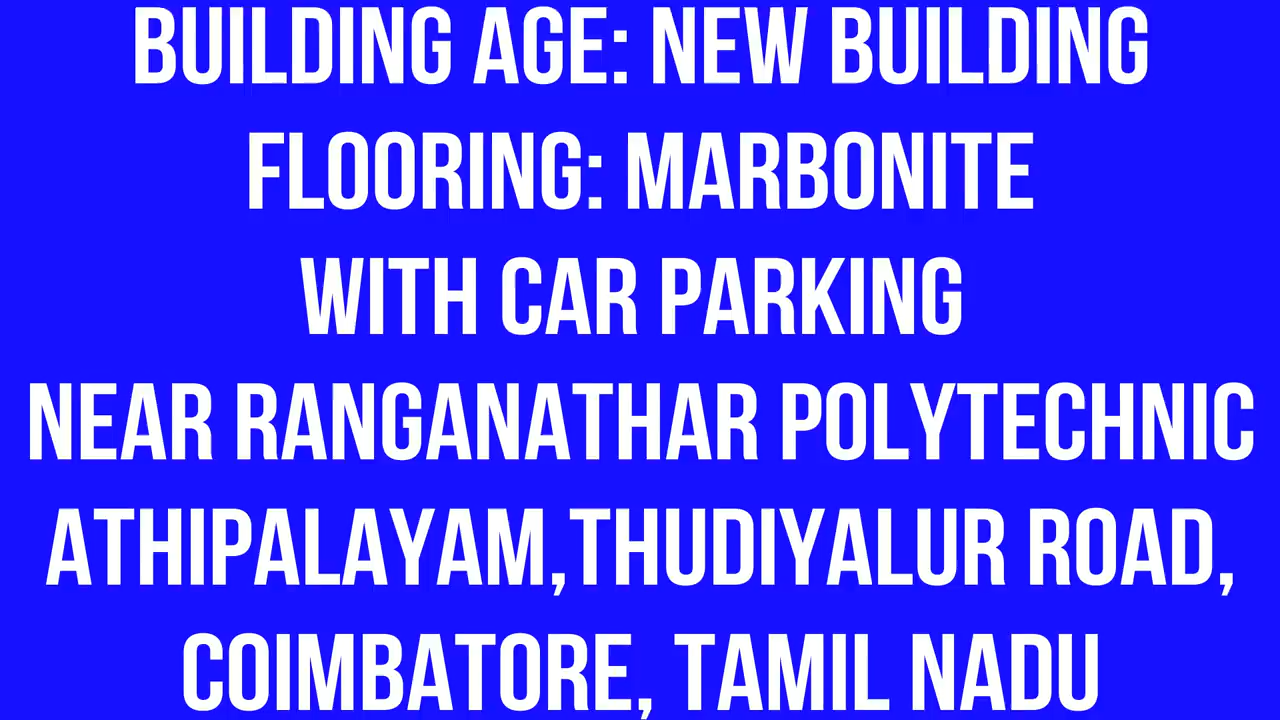 BUILDING AGE: NEW BUILDING
FLOORING: MARBONITE
WITH CAR PARKING
NEAR RANGANATHAR POLYTECHNIC
ATHIPALAYAM,THUDIYALUR ROAD,
COIMBATORE, TAMIL NADU